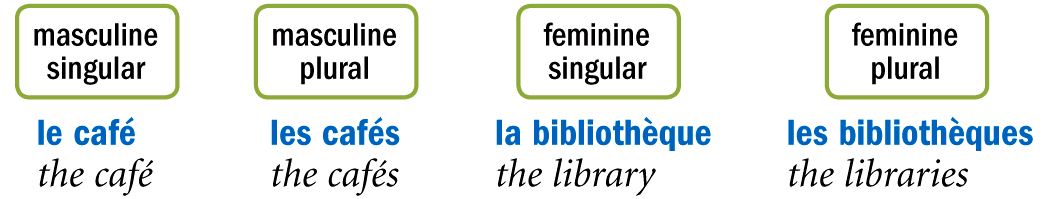 masculine
singular
masculine
plural
feminine
singular
feminine
plural
le café
les cafés
la bibliothèque
les bibliothèques
the café
the cafés
the library
the libraries